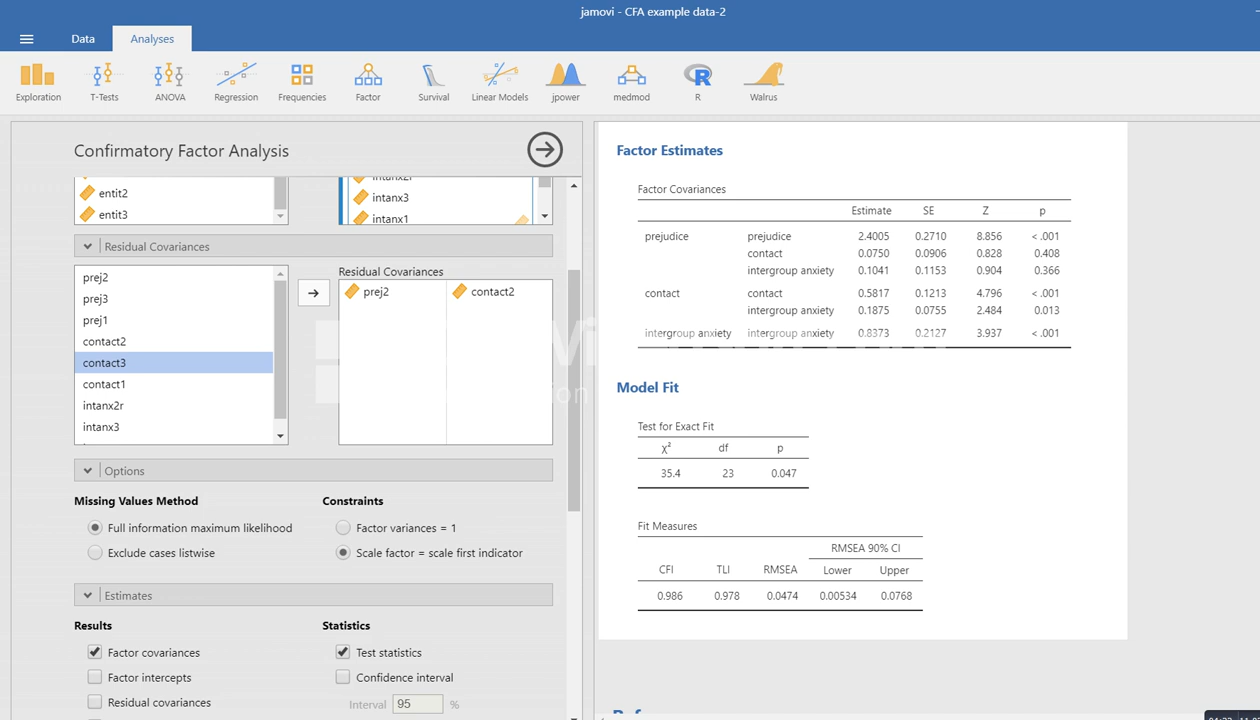 jamovi - CFA example data-2
Data
Analyses
Exploration
T-Tests
ANOVA
Regression
Frequencies
Factor
Survival
Linear Models
jpower
medmod
R
Walrus
Confirmatory Factor Analysis
entit2
entit3
intanx2r
intanx3
intanx1
Residual Covariances
prej2
prej3
prej1
contact2
contact3
contact1
intanx2r
intanx3
Residual Covariances
prej2 contact2
Options
Missing Values Method
Full information maximum likelihood
Exclude cases listwise
Constraints
Factor variances = 1
Scale factor = scale first indicator
Estimates
Results
Factor covariances
Factor intercepts
Residual covariances
Statistics
Test statistics
Confidence interval
Interval 95 %
Factor Estimates
Factor Covariances
Estimate SE Z p
prejudice prejudice 2.4005 0.2710 8.856 < .001
contact 0.0750 0.0906 0.828 0.408
intergroup anxiety 0.1041 0.1153 0.904 0.366
contact contact 0.5817 0.1213 4.796 < .001
intergroup anxiety 0.1875 0.0755 2.484 0.013
intergroup anxiety intergroup anxiety 0.8373 0.2127 3.937 < .001
Model Fit
Test for Exact Fit
χ² df p
35.4 23 0.047
Fit Measures
RMSEA 90% CI
CFI TLI RMSEA Lower Upper
0.986 0.978 0.0474 0.00534 0.0768